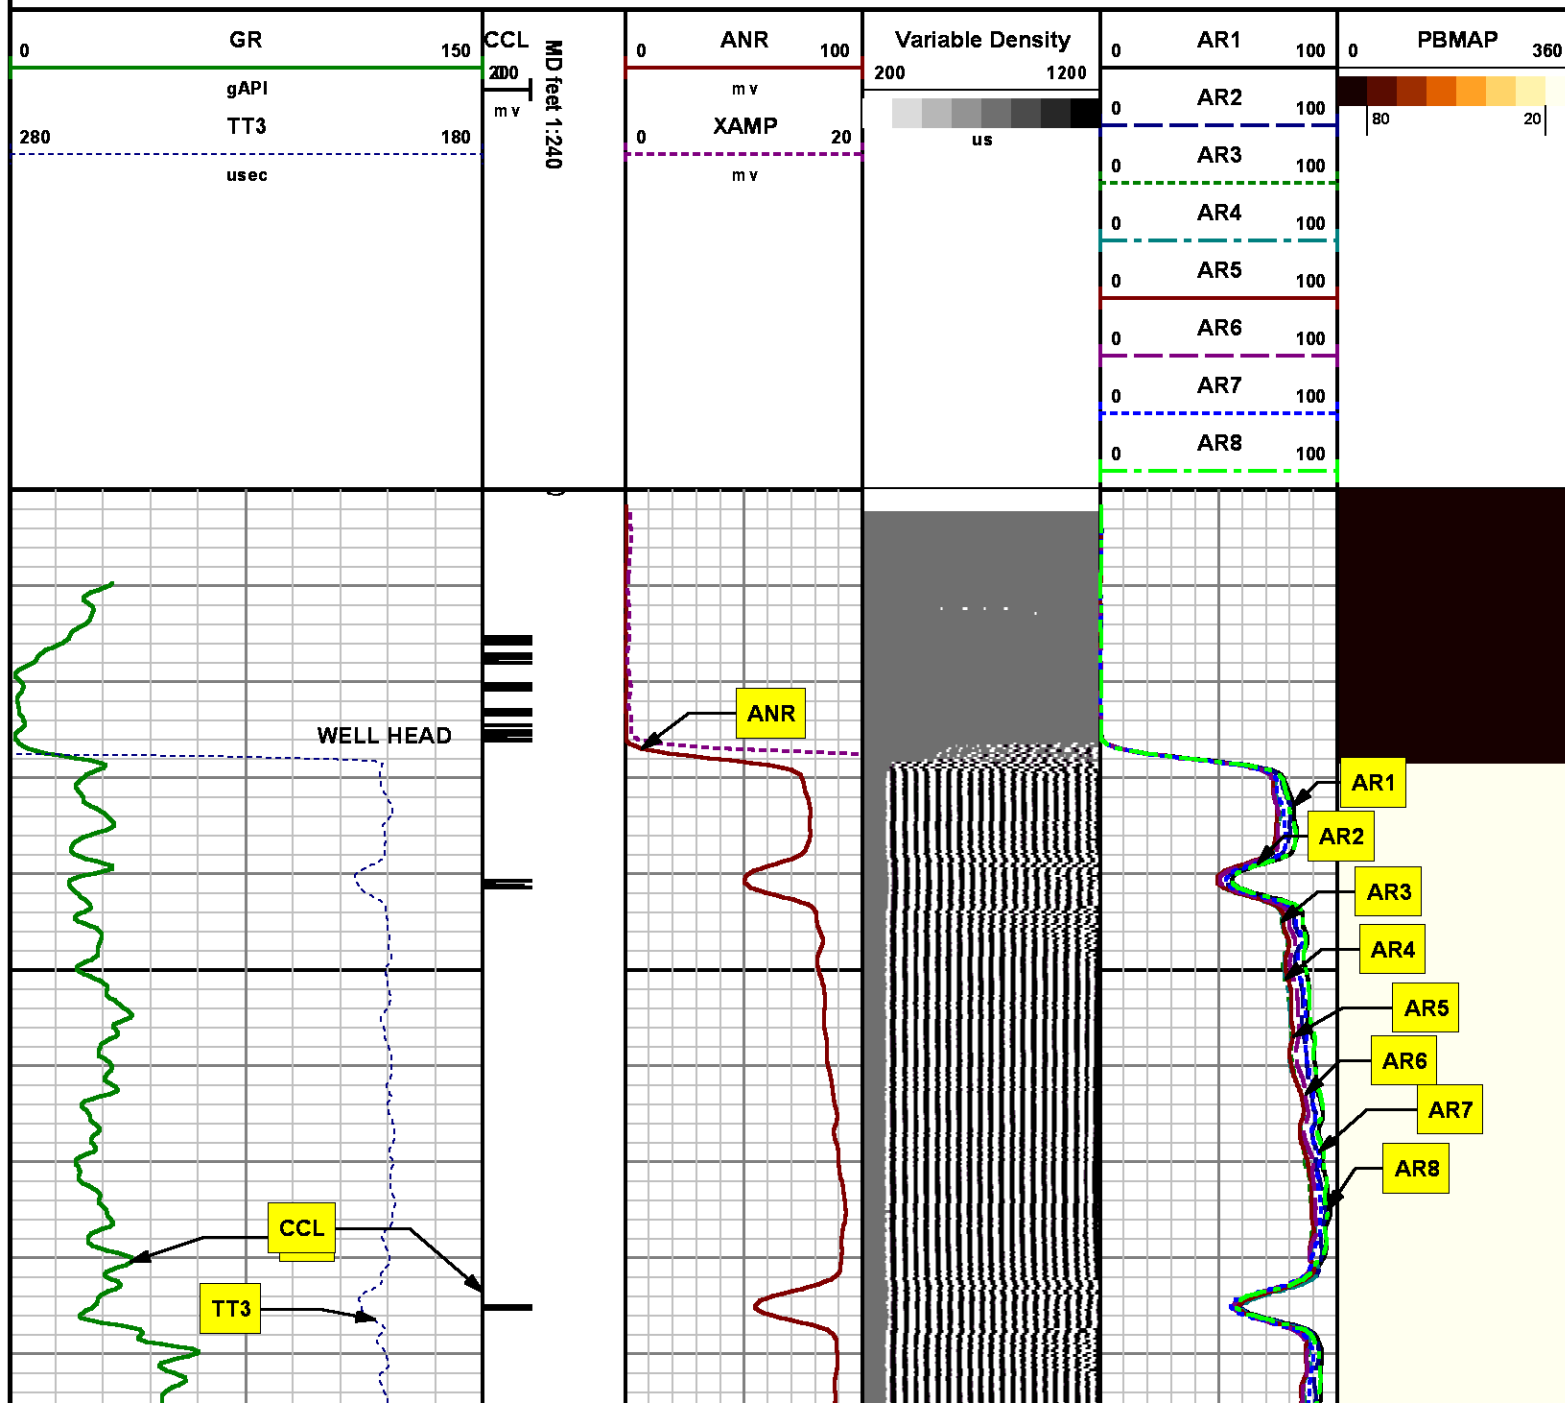 GR
0 150
gAPI
TT3
280 180
usec
CCL
200
mv
MD feet 1:240
ANR
0 100
mv
XAMP
0 20
mv
Variable Density
200 1200
us
AR1
0 100
AR2
0 100
AR3
0 100
AR4
0 100
AR5
0 100
AR6
0 100
AR7
0 100
AR8
0 100
PBMAP
0 360
80 20
WELL HEAD
ANR
AR1
AR2
AR3
AR4
AR5
AR6
AR7
AR8
CCL
TT3